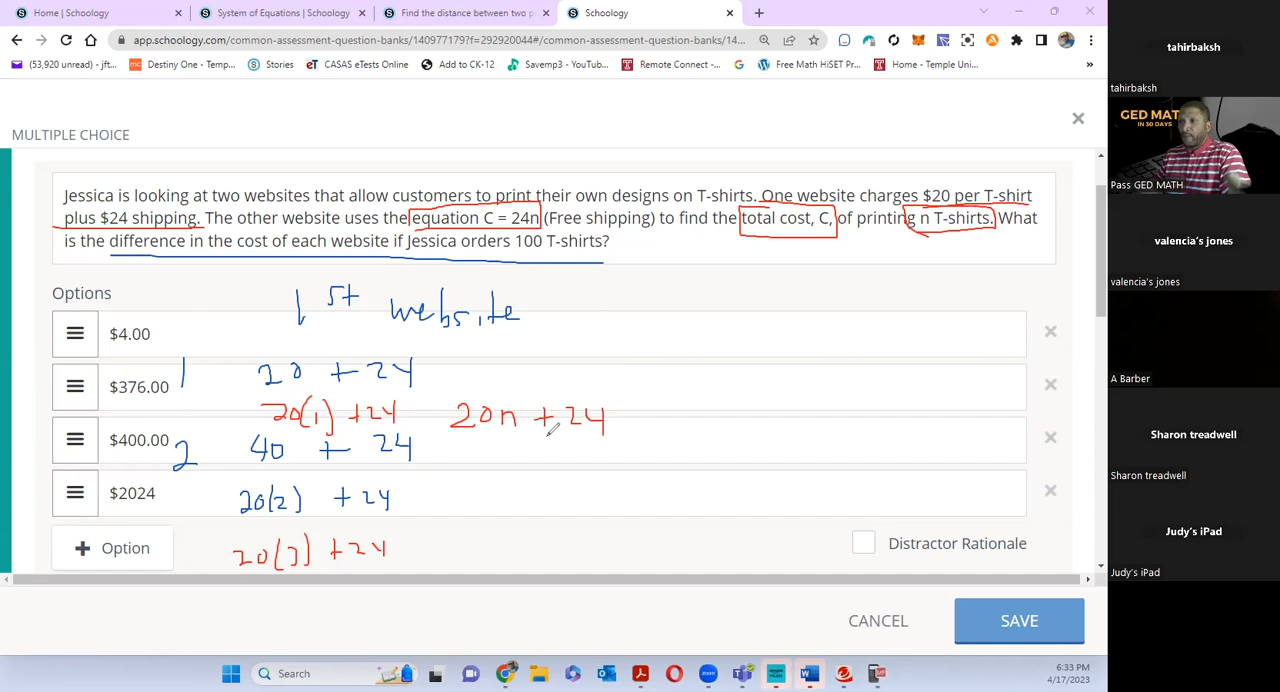 Home | Schoology
System of Equations | Schoology
Find the distance between two p
Schoology
app.schoology.com/common-assessment-question-banks/140977179?f=292920044#/common-assessment-question-banks/14...
(53,920 unread) - jft...
Destiny One - Temp...
Stories
CASAS eTests Online
Add to CK-12
Savemp3 - YouTub...
Remote Connect -...
Free Math HiSET Pr...
Home - Temple Uni...
»
MULTIPLE CHOICE
Jessica is looking at two websites that allow customers to print their own designs on T-shirts. One website charges $20 per T-shirt
plus $24 shipping. The other website uses the equation C = 24n (Free shipping) to find the total cost, C, of printing n T-shirts. What
is the difference in the cost of each website if Jessica orders 100 T-shirts?
Options
1st website
$4.00
1 20 + 24
$376.00
20(1) + 24 20n + 24
$400.00
2 40 + 24
$2024
20(2) + 24
+ Option
20(3) + 24
Distractor Rationale
CANCEL
SAVE
Search
6:33 PM
4/17/2023
tahirbaksh
tahirbaksh
GED MAT
IN 30 DAYS
Pass GED MATH
valencia's jones
valencia's jones
A Barber
Sharon treadwell
Sharon treadwell
Judy's iPad
Judy's iPad